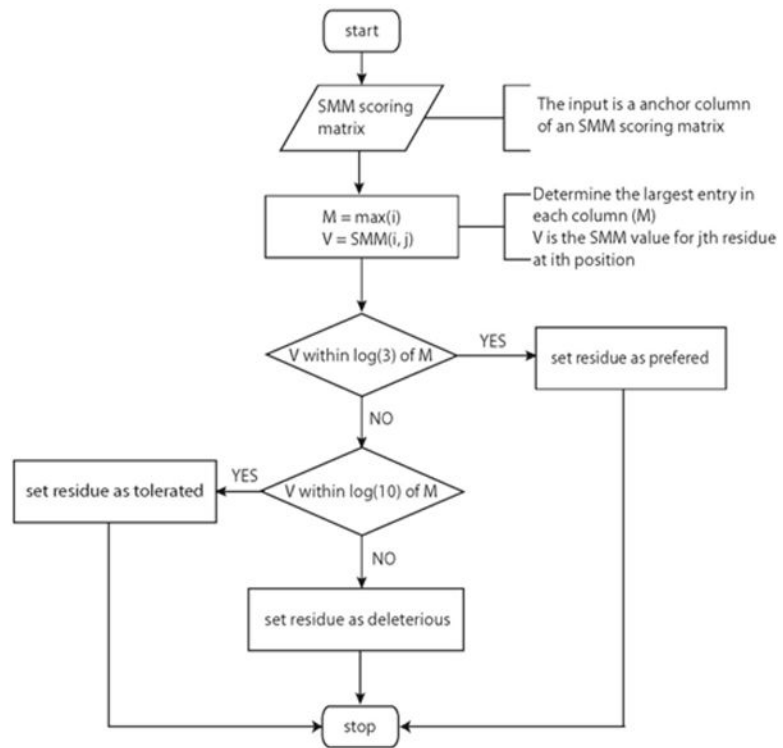 start
SMM scoring
matrix
The input is a anchor column
of an SMM scoring matrix
M = max(i)
V = SMM(i, j)
Determine the largest entry in
each column (M)
V is the SMM value for jth residue
at ith position
V within log(3) of M
YES
set residue as prefered
NO
set residue as tolerated
YES
V within log(10) of M
NO
set residue as deleterious
stop